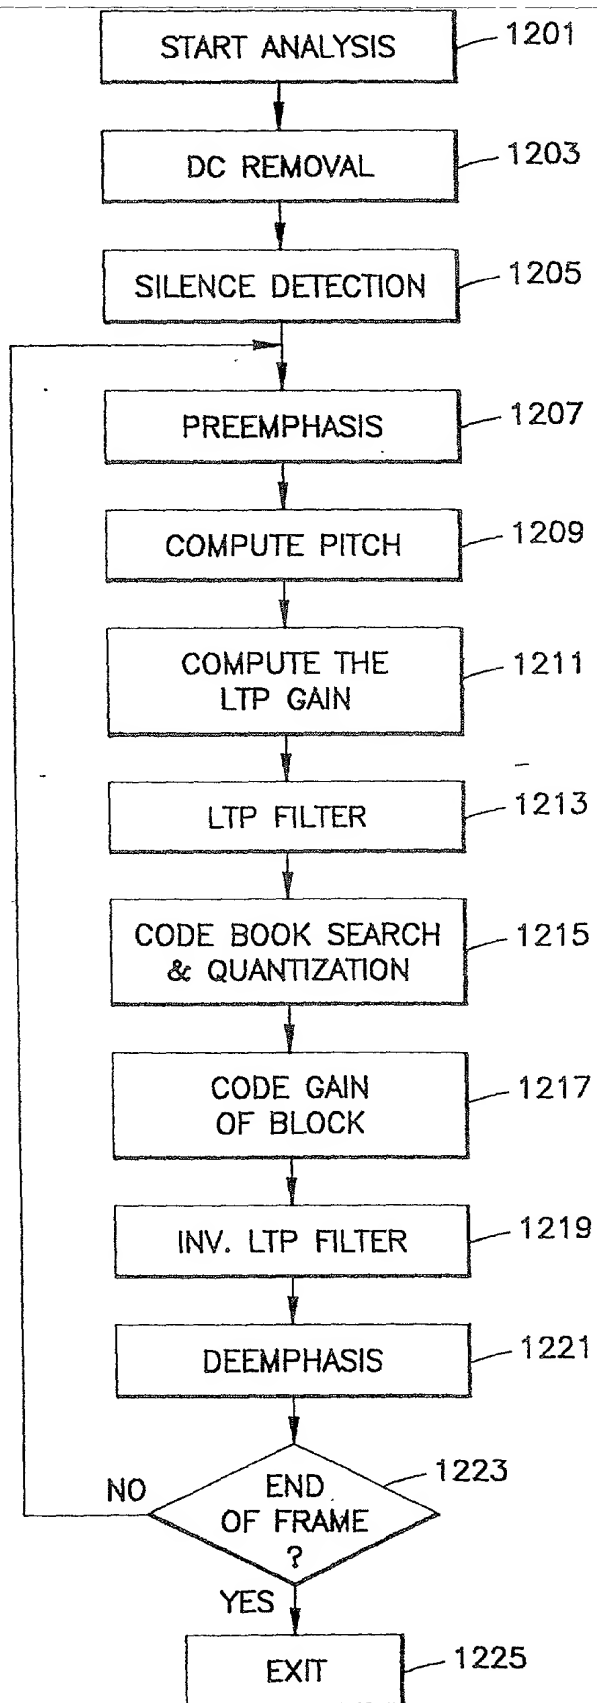 START ANALYSIS 1201
DC REMOVAL 1203
SILENCE DETECTION 1205
PREEMPHASIS 1207
COMPUTE PITCH 1209
COMPUTE THE 1211
LTP GAIN
LTP FILTER 1213
CODE BOOK SEARCH 1215
& QUANTIZATION
CODE GAIN 1217
OF BLOCK
INV. LTP FILTER 1219
DEEMPHASIS 1221
1223
NO END
OF FRAME
?
YES
EXIT 1225